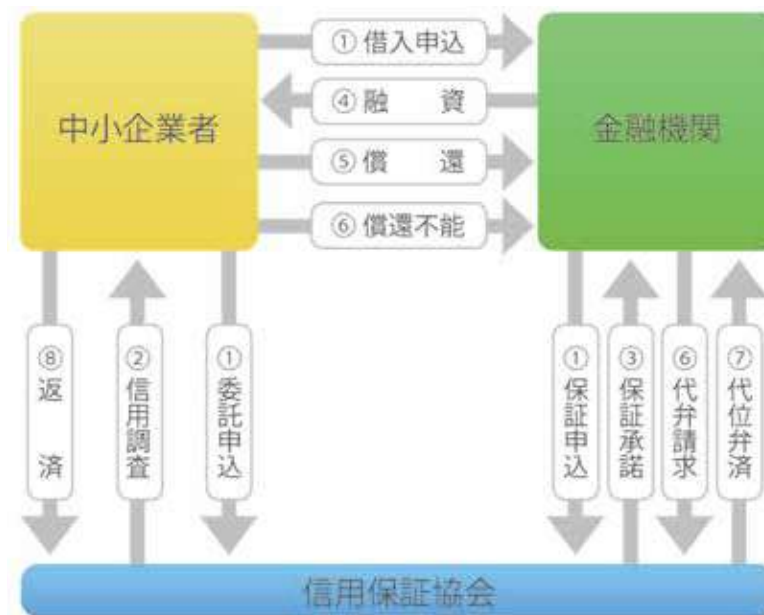 中小企業者
①借入申込
④融　　資
⑤償　　還
⑥償還不能
金融機関
⑧返　　済
②信用調査
①委託申込
①保証申込
③保証承諾
⑥代弁請求
⑦代位弁済
信用保証協会